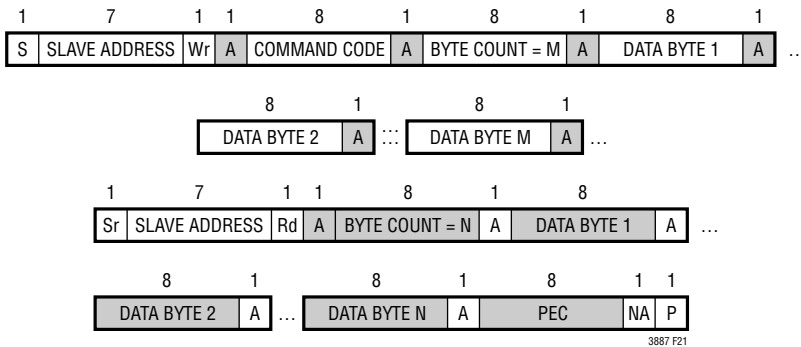 1 7 1 1 8 1 8 1 8 1
S SLAVE ADDRESS Wr A COMMAND CODE A BYTE COUNT = M A DATA BYTE 1 A …
8 1 8 1
DATA BYTE 2 A … DATA BYTE M A …
1 7 1 1 8 1 8 1
Sr SLAVE ADDRESS Rd A BYTE COUNT = N A DATA BYTE 1 A …
8 1 8 1 8 1 1
DATA BYTE 2 A … DATA BYTE N A PEC NA P
3887 F21